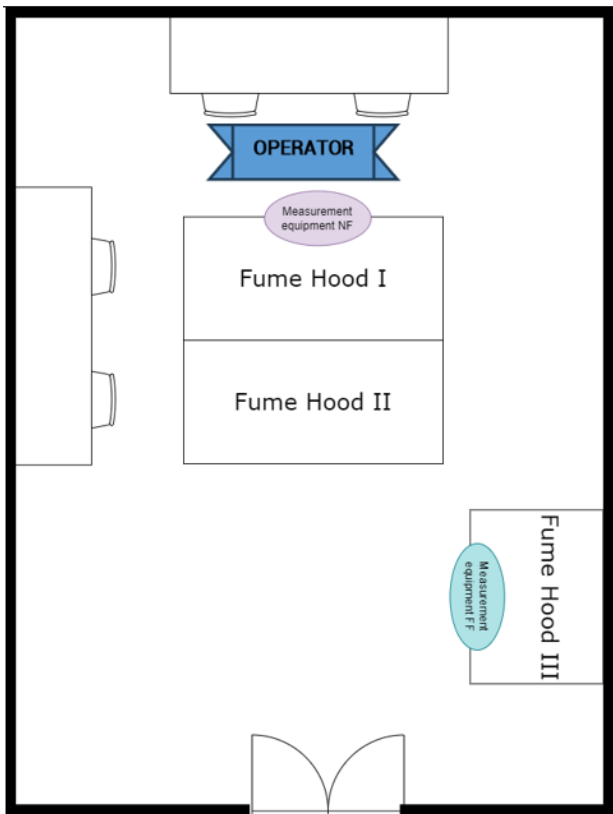 OPERATOR
Measurement
equipment NF
Fume Hood I
Fume Hood II
Fume Hood III
Measurement
equipment FF